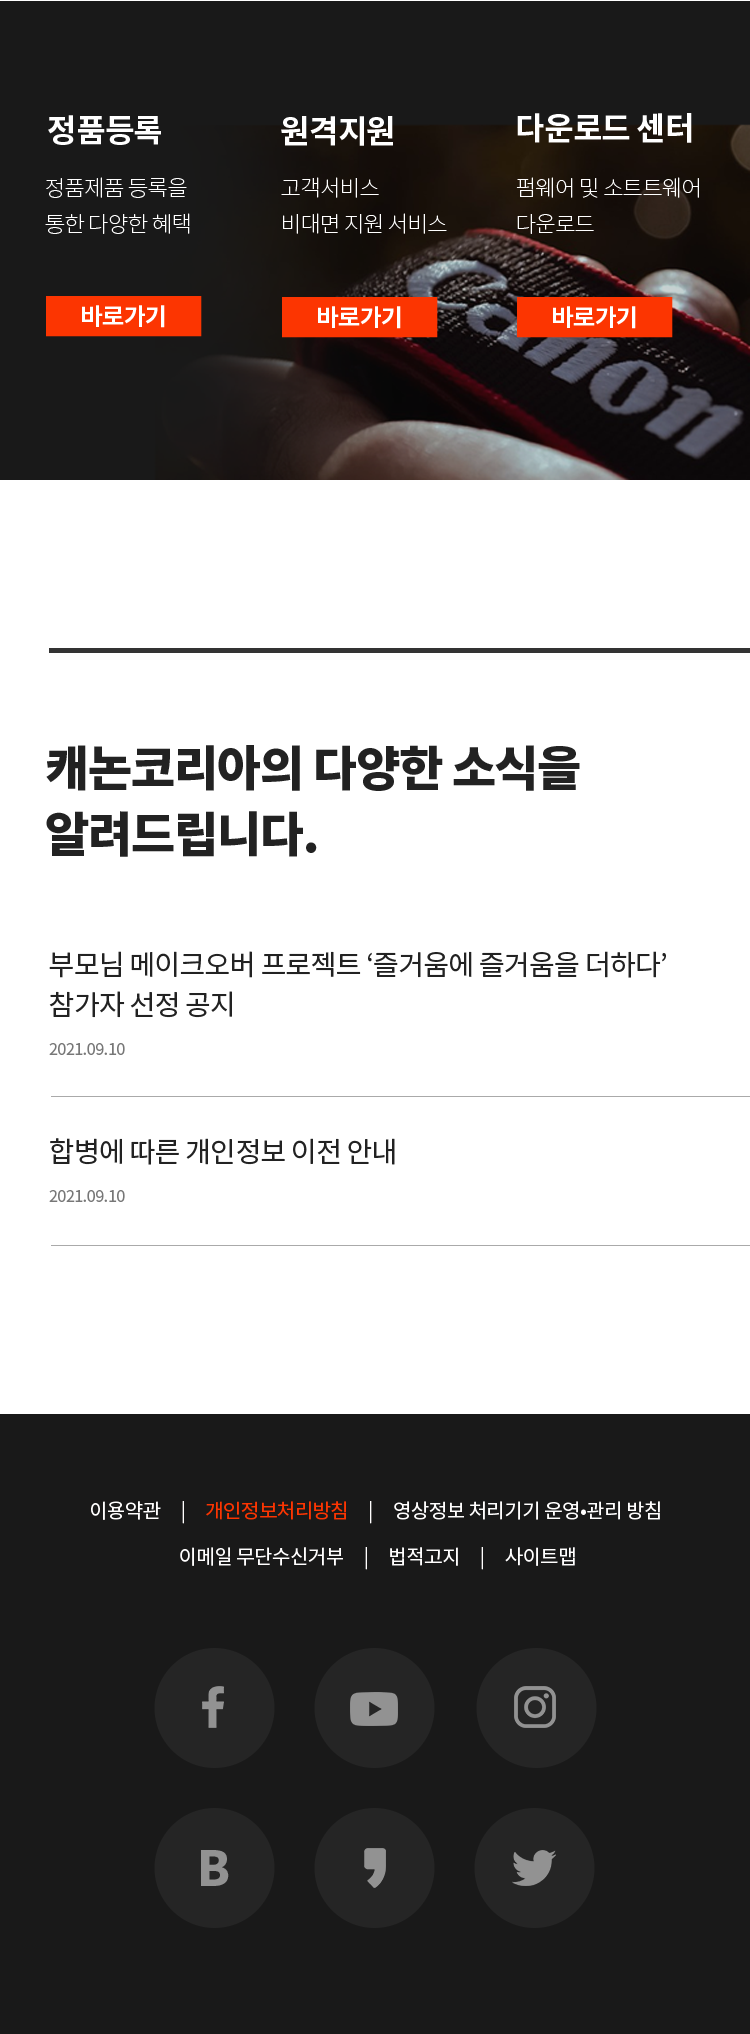 정품등록
정품제품 등록을
통한 다양한 혜택
바로가기
원격지원
고객서비스
비대면 지원 서비스
바로가기
다운로드 센터
펌웨어 및 소트트웨어
다운로드
바로가기
Canon
캐논코리아의 다양한 소식을
알려드립니다.
부모님 메이크오버 프로젝트 ‘즐거움에 즐거움을 더하다’
참가자 선정 공지
2021.09.10
합병에 따른 개인정보 이전 안내
2021.09.10
이용약관 | 개인정보처리방침 | 영상정보 처리기기 운영•관리 방침
이메일 무단수신거부 | 법적고지 | 사이트맵
B